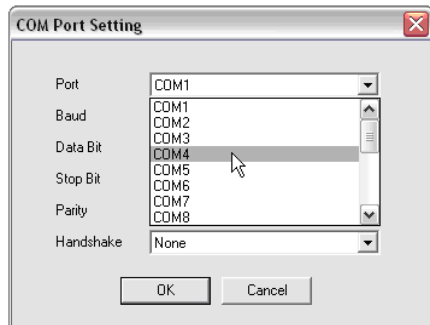 COM Port Setting
Port COM1
COM1
Baud COM2
COM3
Data Bit COM4
COM5
Stop Bit COM6
COM7
Parity COM8
Handshake None
OK Cancel